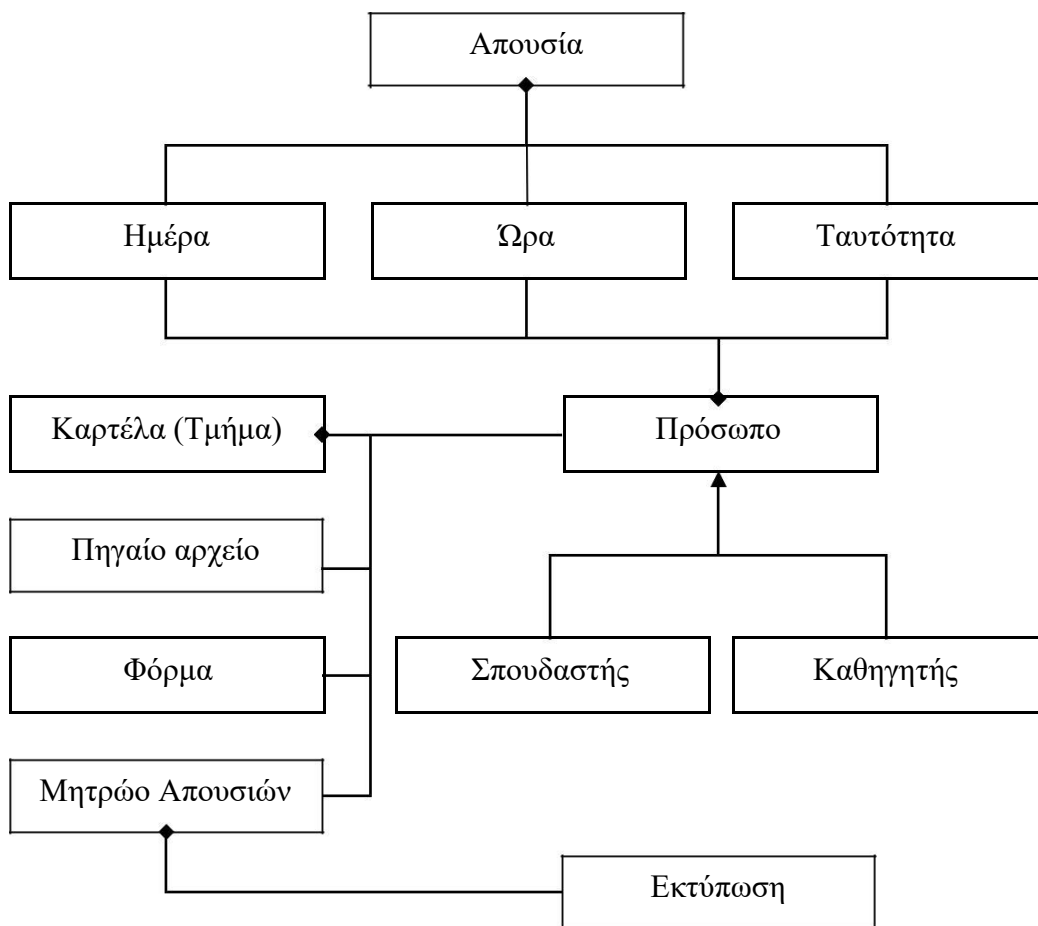 Απουσία
Ημέρα
Ώρα
Ταυτότητα
Καρτέλα (Τμήμα)
Πρόσωπο
Πηγαίο αρχείο
Φόρμα
Σπουδαστής
Καθηγητής
Μητρώο Απουσιών
Εκτύπωση